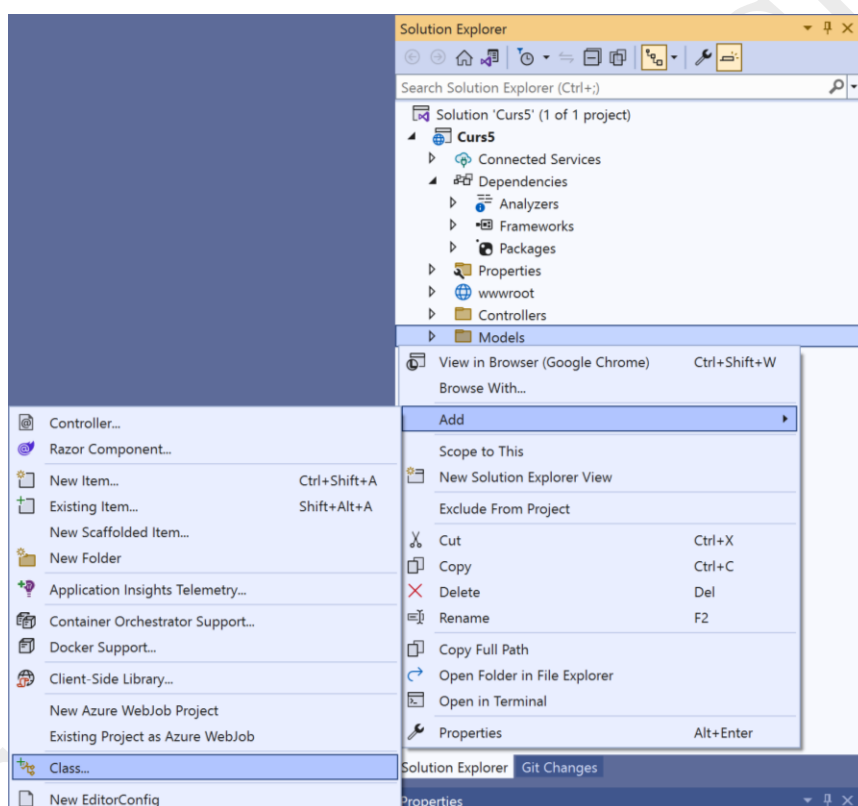 Solution Explorer
Search Solution Explorer (Ctrl+;)
Solution 'Curs5' (1 of 1 project)
Curs5
Connected Services
Dependencies
Analyzers
Frameworks
Packages
Properties
wwwroot
Controllers
Models
View in Browser (Google Chrome) Ctrl+Shift+W
Browse With...
Add
Scope to This
New Solution Explorer View
Exclude From Project
Cut Ctrl+X
Copy Ctrl+C
Delete Del
Rename F2
Copy Full Path
Open Folder in File Explorer
Open in Terminal
Properties Alt+Enter
Controller...
Razor Component...
New Item... Ctrl+Shift+A
Existing Item... Shift+Alt+A
New Scaffolded Item...
New Folder
Application Insights Telemetry...
Container Orchestrator Support...
Docker Support...
Client-Side Library...
New Azure WebJob Project
Existing Project as Azure WebJob
Class...
New EditorConfig
Solution Explorer Git Changes
Properties